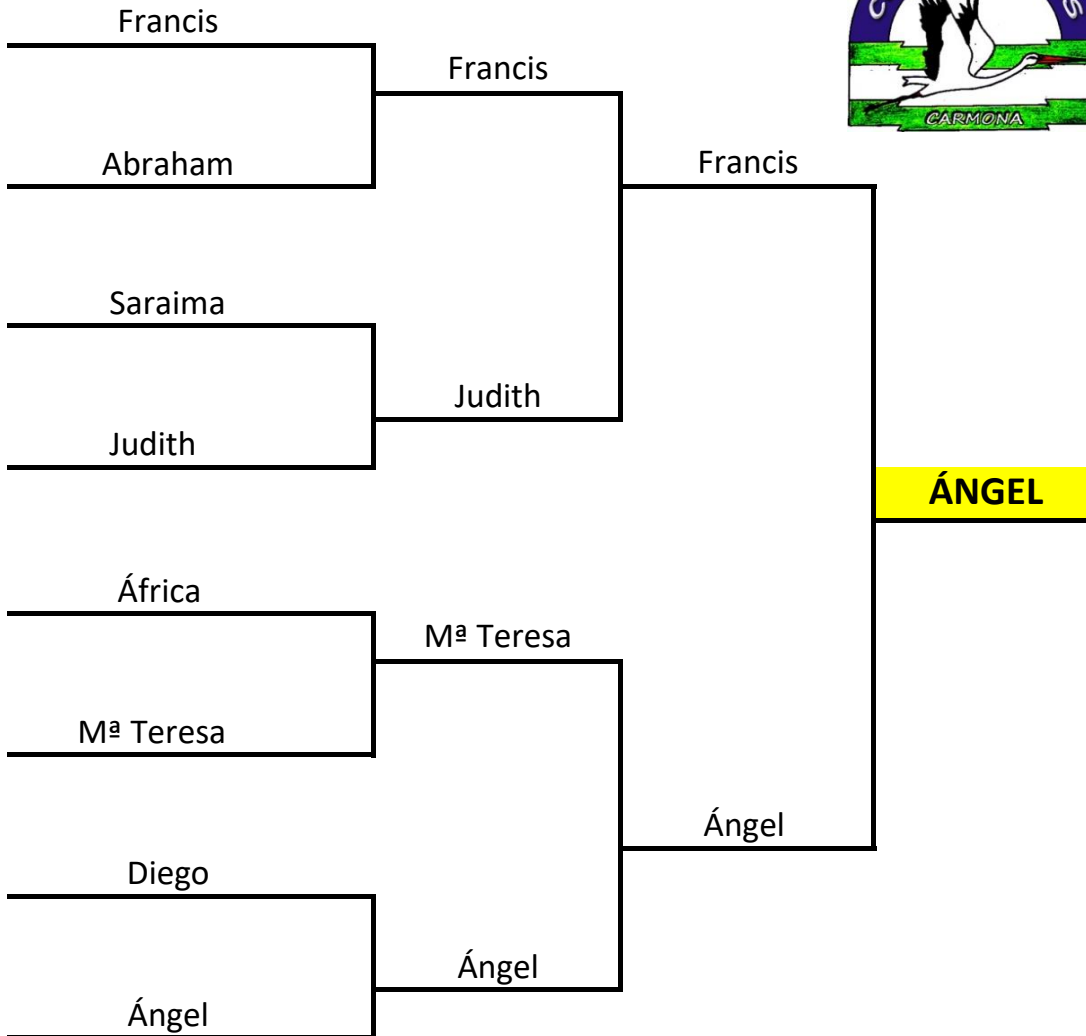 Francis
Francis
Abraham
Francis
Saraima
Judith
Judith
ÁNGEL
África
Mª Teresa
Mª Teresa
Ángel
Diego
Ángel
Ángel
CARMONA